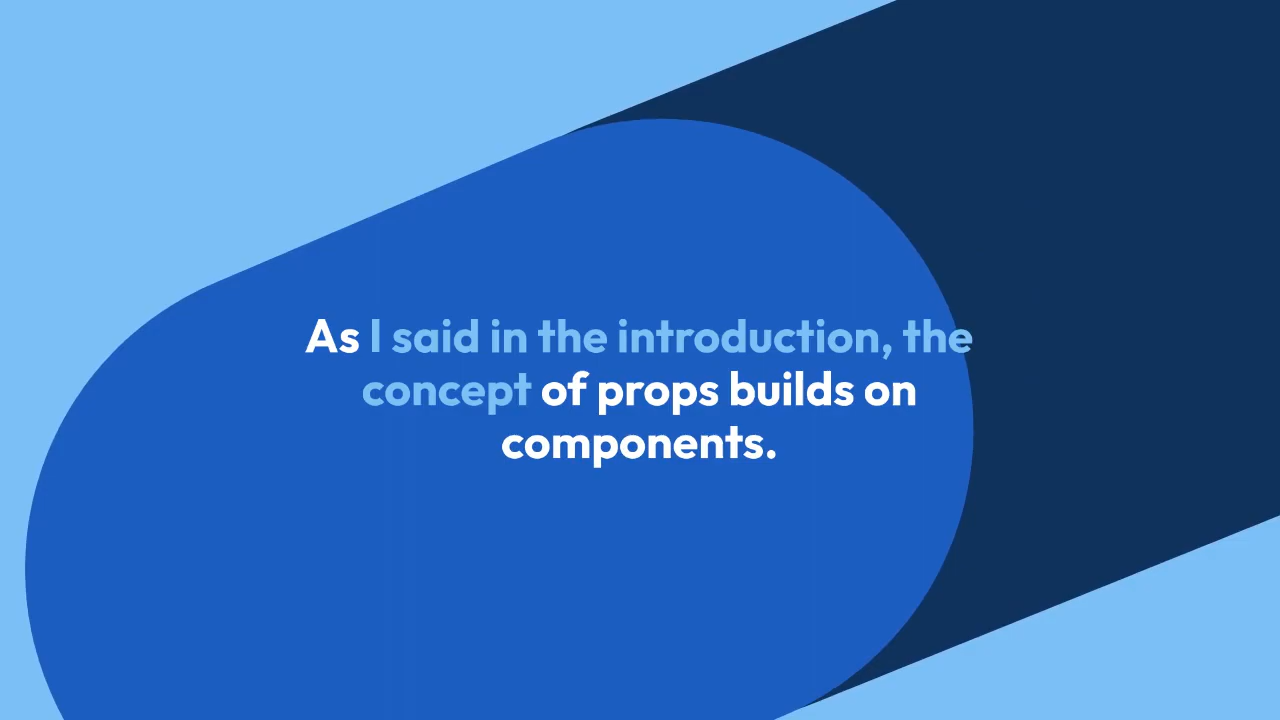 As I said in the introduction, the
concept of props builds on
components.